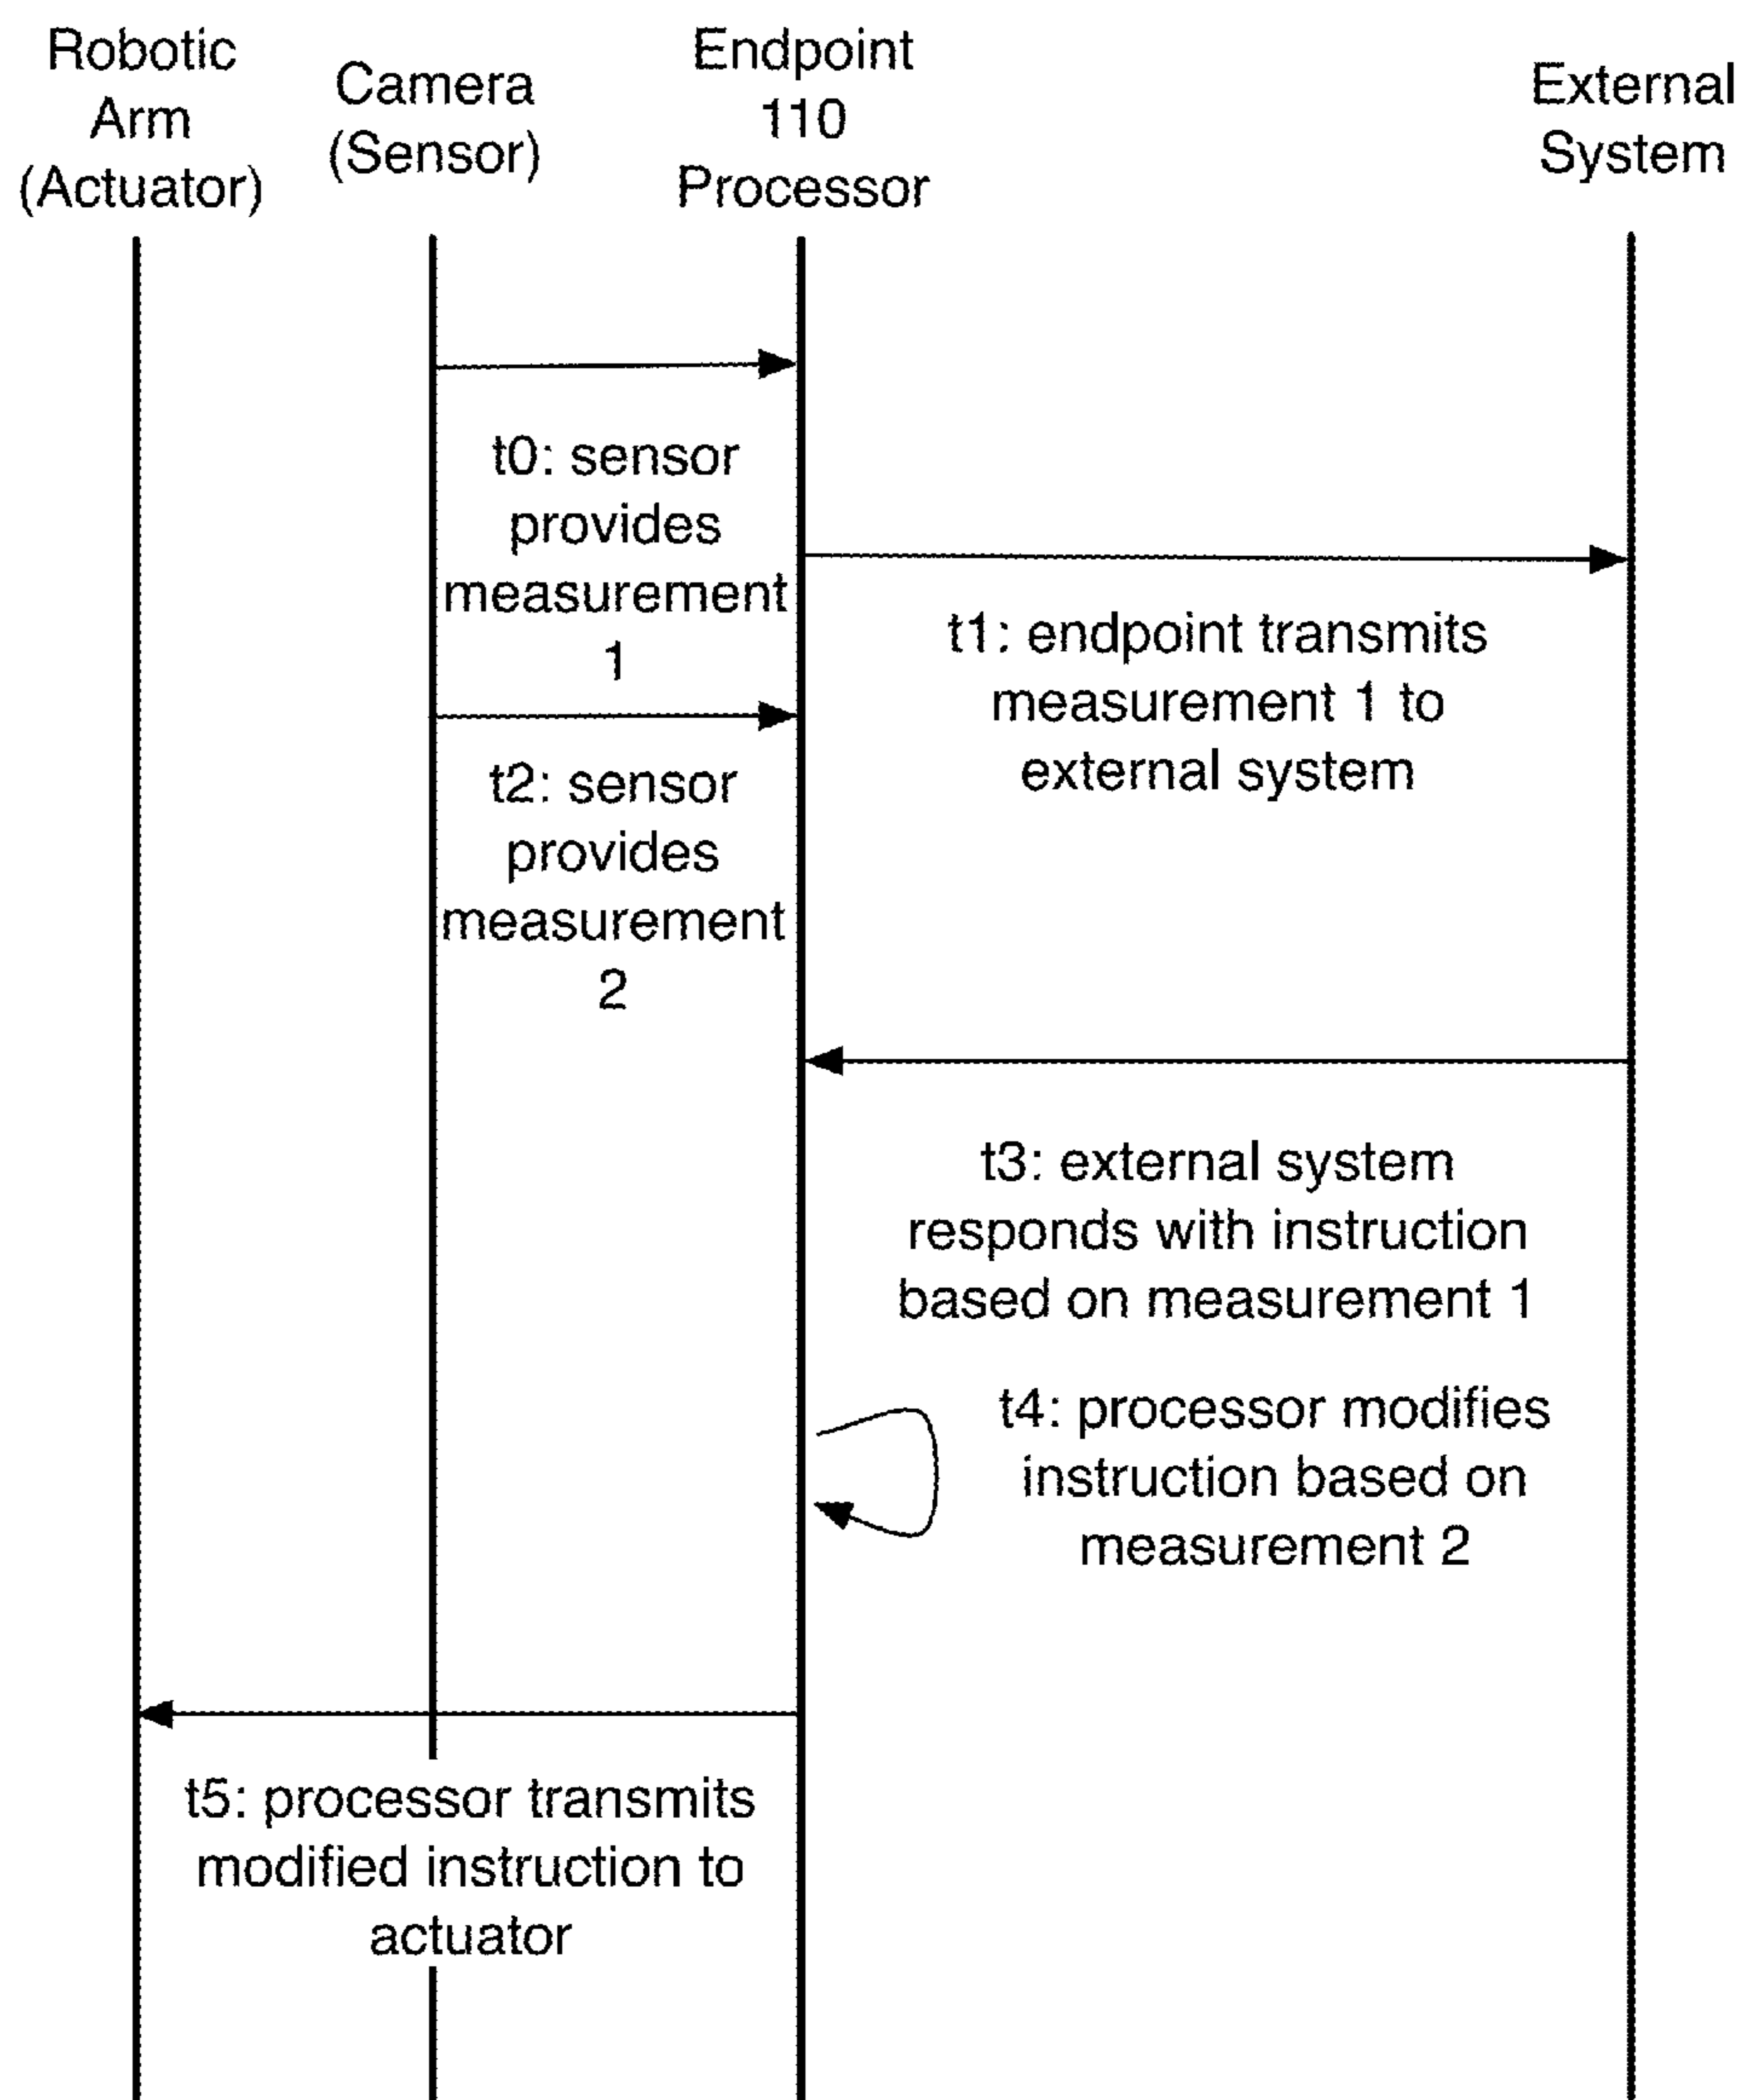 Robotic
Arm
(Actuator)
Camera
(Sensor)
Endpoint
110
Processor
External
System
t0: sensor
provides
measurement
1
t1: endpoint transmits
measurement 1 to
external system
t2: sensor
provides
measurement
2
t3: external system
responds with instruction
based on measurement 1
t4: processor modifies
instruction based on
measurement 2
t5: processor transmits
modified instruction to
actuator